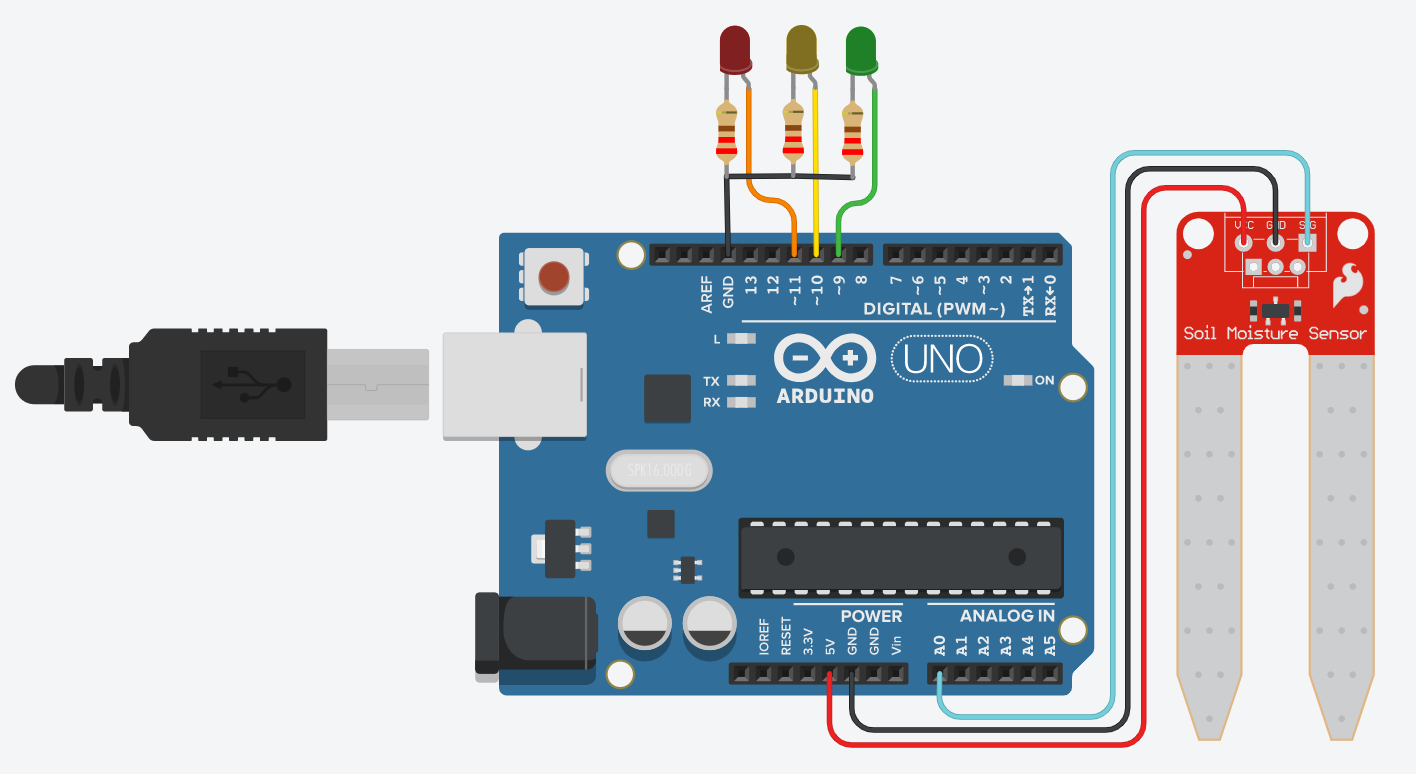 AREF
GND
13
12
~11
~10
~9
8
7
~6
~5
4
~3
2
TX→1
RX←0
DIGITAL (PWM~)
L
TX
RX
UNO
ARDUINO
ON
SPK16.000G
POWER
ANALOG IN
IOREF
RESET
3.3V
5V
GND
GND
Vin
A0
A1
A2
A3
A4
A5
VCC GND SIG
Soil Moisture Sensor